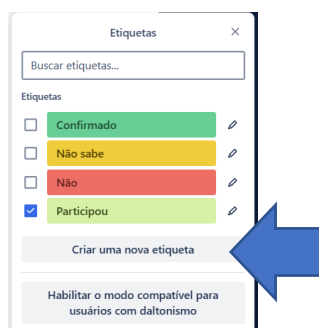 Etiquetas
Buscar etiquetas...
Etiquetas
Confirmado
Não sabe
Não
Participou
Criar uma nova etiqueta
Habilitar o modo compatível para
usuários com daltonismo